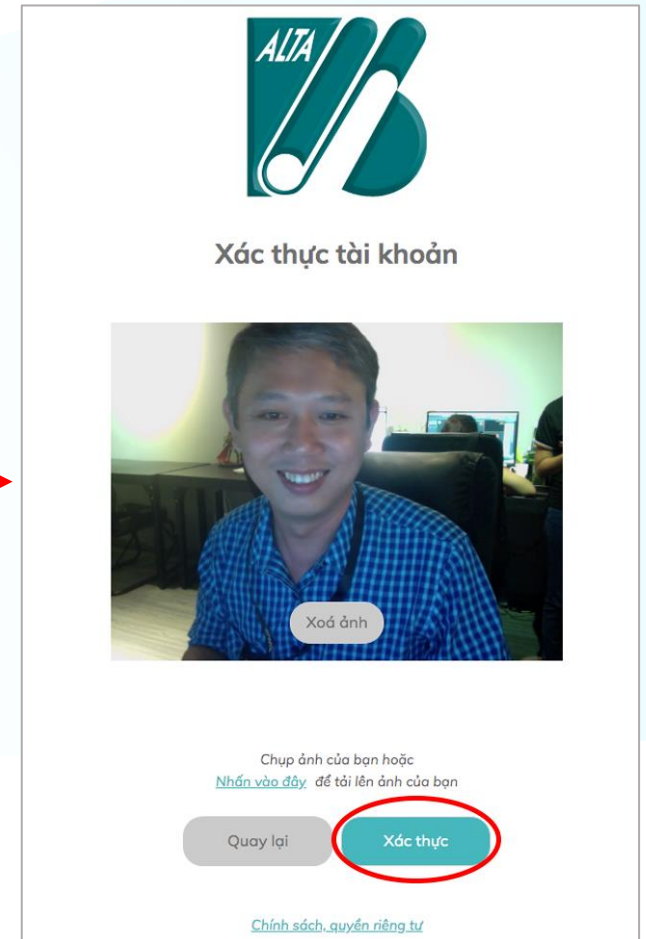 ALTA
Xác thực tài khoản
Xoá ảnh
Chụp ảnh của bạn hoặc
Nhấn vào đây để tải lên ảnh của bạn
Quay lại
Xác thực
Chính sách, quyền riêng tư